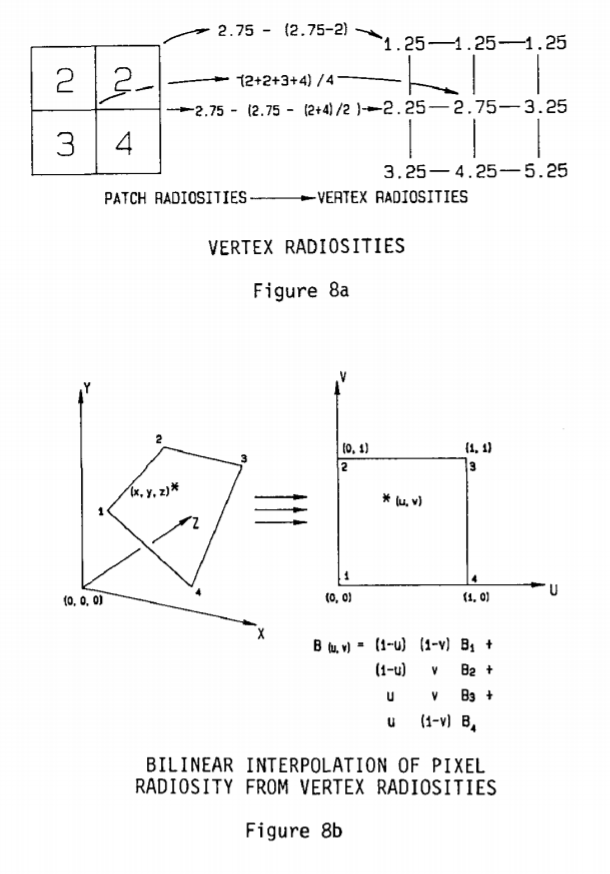 2.75 - (2.75-2)
1.25 1.25 1.25
2 2
(2+2+3+4) /4
2.75 - (2.75 - (2+4)/2 ) 2.25 2.75 3.25
3 4
3.25 4.25 5.25
PATCH RADIOSITIES VERTEX RADIOSITIES
VERTEX RADIOSITIES
Figure 8a
Y
2
3
(x, y, z)*
1
Z
4
(0, 0, 0)
X
V
(0, 1) (1, 1)
2 3
* (u, v)
1 4
(0, 0) (1, 0)
U
B (u, v) = (1-u) (1-v) B1 +
(1-u) v B2 +
u v B3 +
u (1-v) B4
BILINEAR INTERPOLATION OF PIXEL
RADIOSITY FROM VERTEX RADIOSITIES
Figure 8b